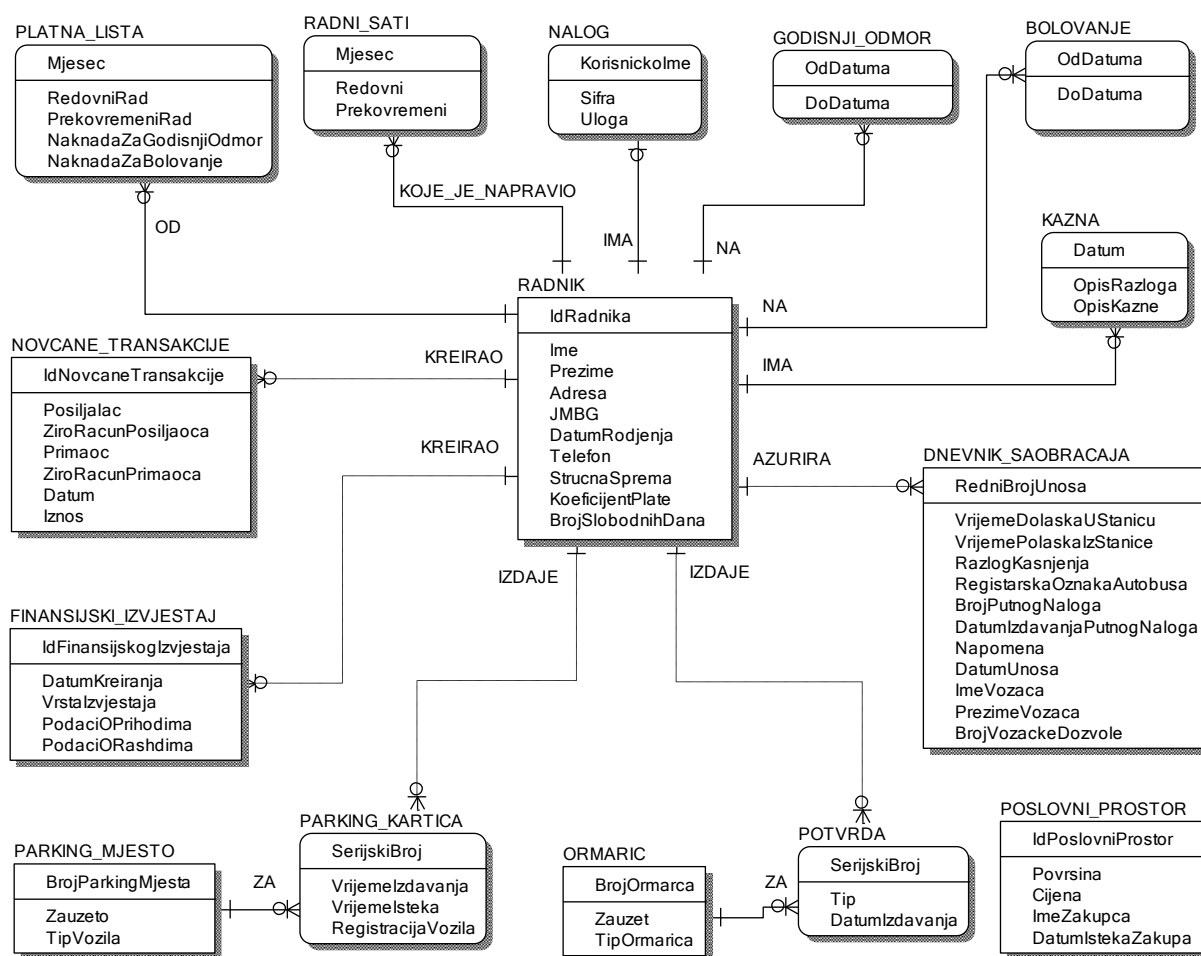 PLATNA_LISTA
Mjesec
RedovniRad
PrekovremeniRad
NaknadaZaGodisnjiOdmor
NaknadaZaBolovanje
RADNI_SATI
Mjesec
Redovni
Prekovremeni
NALOG
KorisnickoIme
Sifra
Uloga
GODISNJI_ODMOR
OdDatuma
DoDatuma
BOLOVANJE
OdDatuma
DoDatuma
KOJE_JE_NAPRAVIO
OD
IMA
NA
KAZNA
Datum
OpisRazloga
OpisKazne
RADNIK
IdRadnika
Ime
Prezime
Adresa
JMBG
DatumRodjenja
Telefon
StrucnaSprema
KoeficijentPlate
BrojSlobodnihDana
NA
IMA
AZURIRA
KREIRAO
KREIRAO
IZDAJE
IZDAJE
NOVCANE_TRANSAKCIJE
IdNovcaneTransakcije
Posiljalac
ZiroRacunPosiljaoca
Primaoc
ZiroRacunPrimaoca
Datum
Iznos
DNEVNIK_SAOBRACAJA
RedniBrojUnosa
VrijemeDolaskaUStanicu
VrijemePolaskaIzStanice
RazlogKasnjenja
RegistarskaOznakaAutobusa
BrojPutnogNaloga
DatumIzdavanjaPutnogNaloga
Napomena
DatumUnosa
ImeVozaca
PrezimeVozaca
BrojVozackeDozvole
FINANSIJSKI_IZVJESTAJ
IdFinansijskogIzvjestaja
DatumKreiranja
VrstaIzvjestaja
PodaciOPrihodima
PodaciORashdima
PARKING_MJESTO
BrojParkingMjesta
Zauzeto
TipVozila
ZA
PARKING_KARTICA
SerijskiBroj
VrijemeIzdavanja
VrijemeIsteka
RegistracijaVozila
ORMARIC
BrojOrmarca
Zauzet
TipOrmarica
ZA
POTVRDA
SerijskiBroj
Tip
DatumIzdavanja
POSLOVNI_PROSTOR
IdPoslovniProstor
Povrsina
Cijena
ImeZakupca
DatumIstekaZakupa